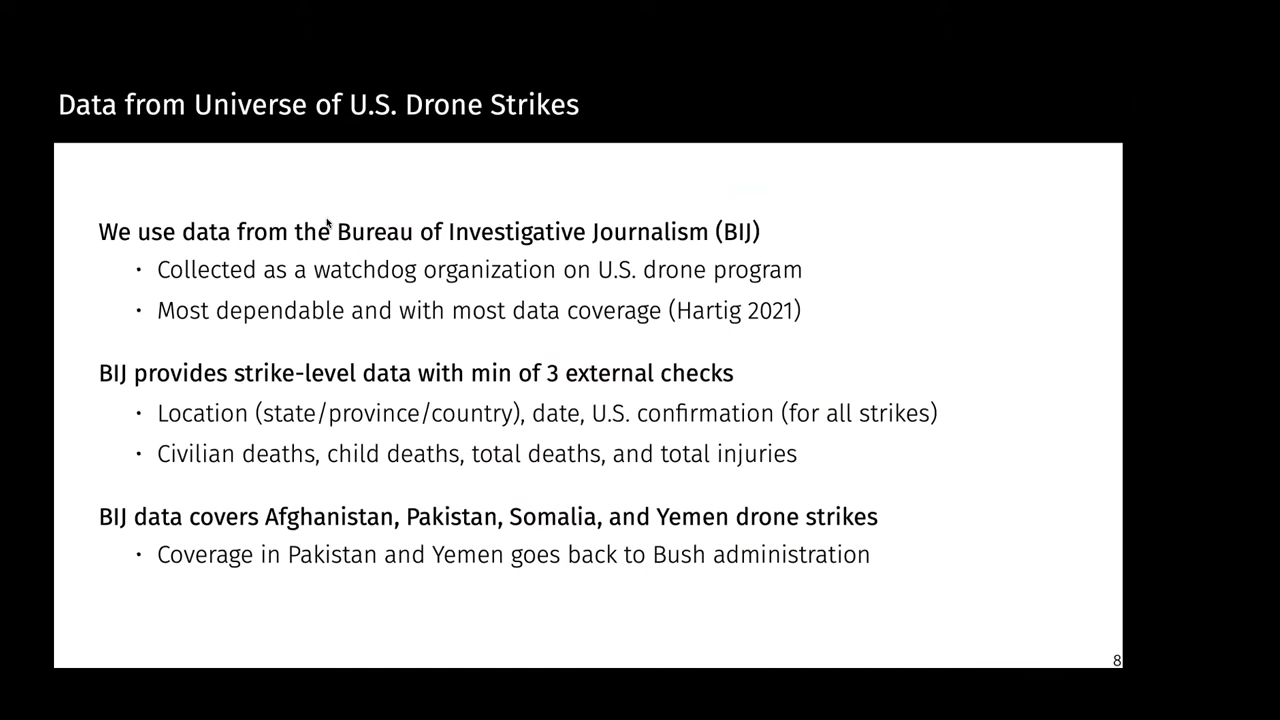 Data from Universe of U.S. Drone Strikes
We use data from the Bureau of Investigative Journalism (BIJ)
• Collected as a watchdog organization on U.S. drone program
• Most dependable and with most data coverage (Hartig 2021)
BIJ provides strike-level data with min of 3 external checks
• Location (state/province/country), date, U.S. confirmation (for all strikes)
• Civilian deaths, child deaths, total deaths, and total injuries
BIJ data covers Afghanistan, Pakistan, Somalia, and Yemen drone strikes
• Coverage in Pakistan and Yemen goes back to Bush administration
8